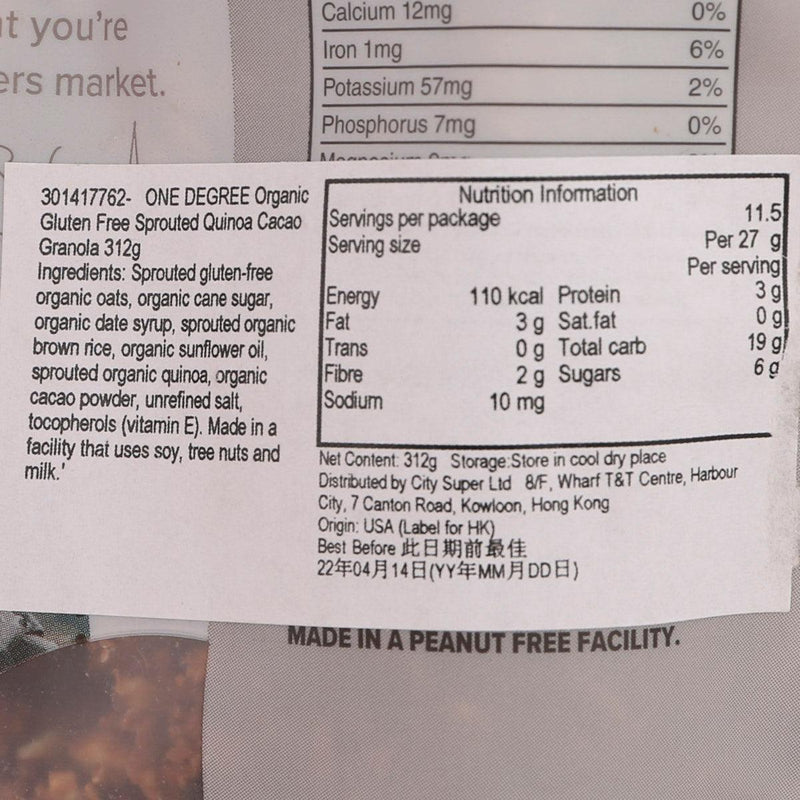 t you're
ers market.
Calcium 12mg 0%
Iron 1mg 6%
Potassium 57mg 2%
Phosphorus 7mg 0%
301417762- ONE DEGREE Organic
Gluten Free Sprouted Quinoa Cacao
Granola 312g
Ingredients: Sprouted gluten-free
organic oats, organic cane sugar,
organic date syrup, sprouted organic
brown rice, organic sunflower oil,
sprouted organic quinoa, organic
cacao powder, unrefined salt,
tocopherols (vitamin E). Made in a
facility that uses soy, tree nuts and
milk.'
Nutrition Information
Servings per package 11.5
Serving size Per 27 g
Per serving
Energy 110 kcal Protein 3 g
Fat 3 g Sat.fat 0 g
Trans 0 g Total carb 19 g
Fibre 2 g Sugars 6 g
Sodium 10 mg
Net Content: 312g Storage:Store in cool dry place
Distributed by City Super Ltd 8/F, Wharf T&T Centre, Harbour
City, 7 Canton Road, Kowloon, Hong Kong
Origin: USA (Label for HK)
Best Before 此日期前最佳
22年04月14日(YY年MM月DD日)
MADE IN A PEANUT FREE FACILITY.